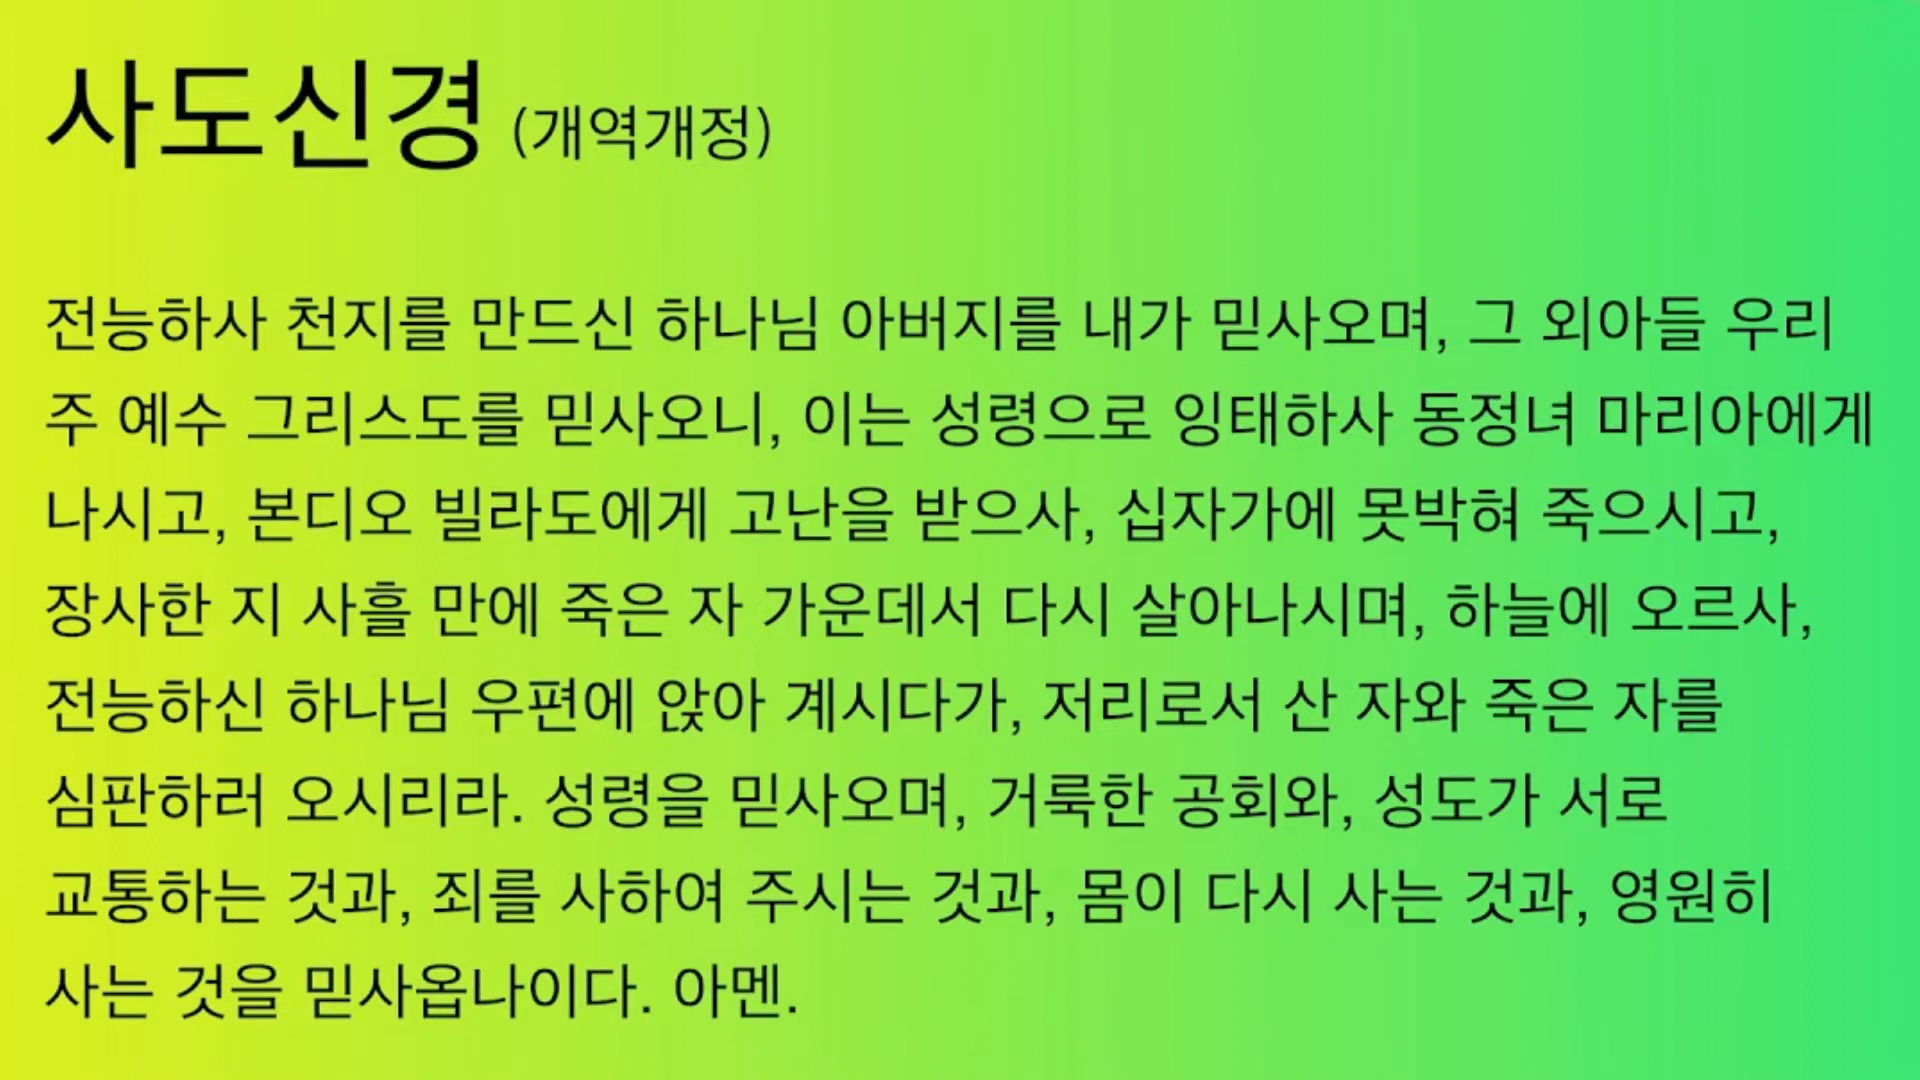 사도신경 (개역개정)
전능하사 천지를 만드신 하나님 아버지를 내가 믿사오며, 그 외아들 우리
주 예수 그리스도를 믿사오니, 이는 성령으로 잉태하사 동정녀 마리아에게
나시고, 본디오 빌라도에게 고난을 받으사, 십자가에 못박혀 죽으시고,
장사한 지 사흘 만에 죽은 자 가운데서 다시 살아나시며, 하늘에 오르사,
전능하신 하나님 우편에 앉아 계시다가, 저리로서 산 자와 죽은 자를
심판하러 오시리라. 성령을 믿사오며, 거룩한 공회와, 성도가 서로
교통하는 것과, 죄를 사하여 주시는 것과, 몸이 다시 사는 것과, 영원히
사는 것을 믿사옵나이다. 아멘.